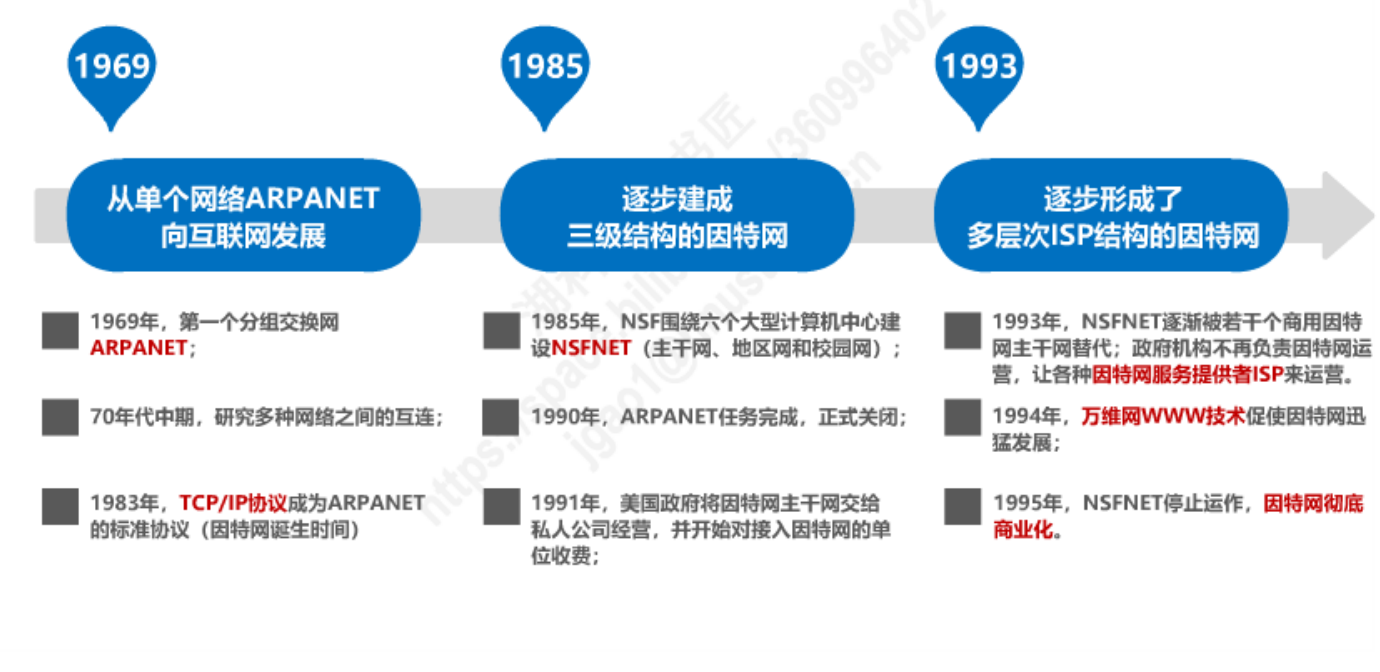 1969
从单个网络ARPANET
向互联网发展
1969年，第一个分组交换网
ARPANET；
70年代中期，研究多种网络之间的互连；
1983年，TCP/IP协议成为ARPANET
的标准协议（因特网诞生时间）
1985
逐步建成
三级结构的因特网
1985年，NSF围绕六个大型计算机中心建
设NSFNET（主干网、地区网和校园网）；
1990年，ARPANET任务完成，正式关闭；
1991年，美国政府将因特网主干网交给
私人公司经营，并开始对接入因特网的单
位收费；
1993
逐步形成了
多层次ISP结构的因特网
1993年，NSFNET逐渐被若干个商用因特
网主干网替代；政府机构不再负责因特网运
营，让各种因特网服务提供者ISP来运营。
1994年，万维网WWW技术促使因特网迅
猛发展；
1995年，NSFNET停止运作，因特网彻底
商业化。